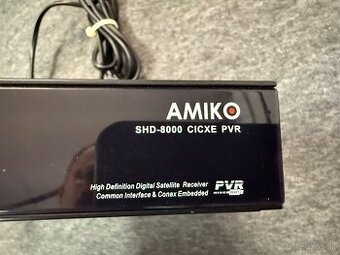 AMIKO
SHD-8000 CICXE PVR
High Definition Digital Satellite Receiver
Common Interface & Conax Embedded
PVR